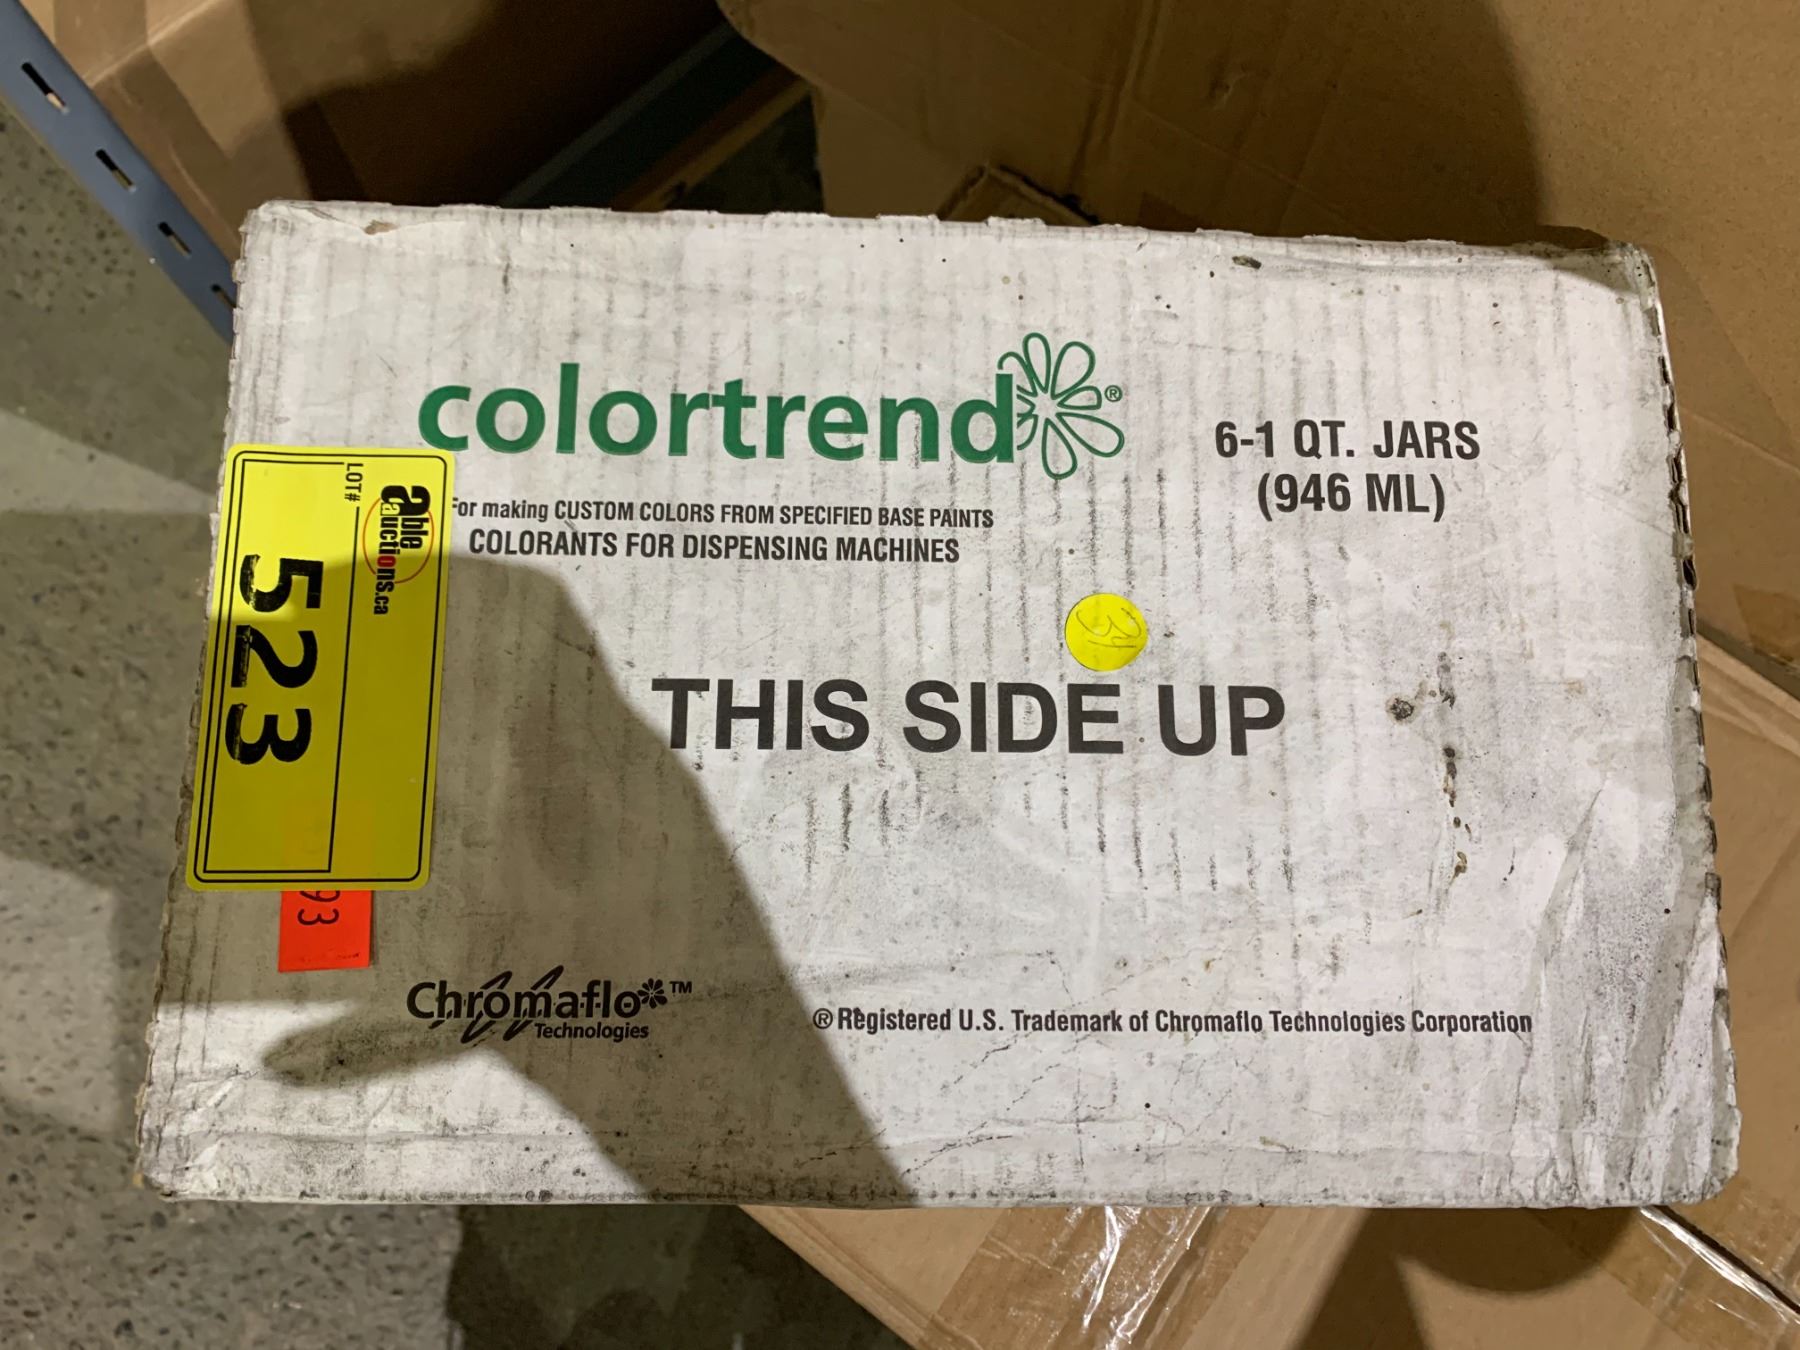 colortrend®
6-1 QT. JARS
(946 ML)
For making CUSTOM COLORS FROM SPECIFIED BASE PAINTS
COLORANTS FOR DISPENSING MACHINES
THIS SIDE UP
able
auctions.ca
LOT#
523
93
Chromaflo™
Technologies
® Registered U.S. Trademark of Chromaflo Technologies Corporation